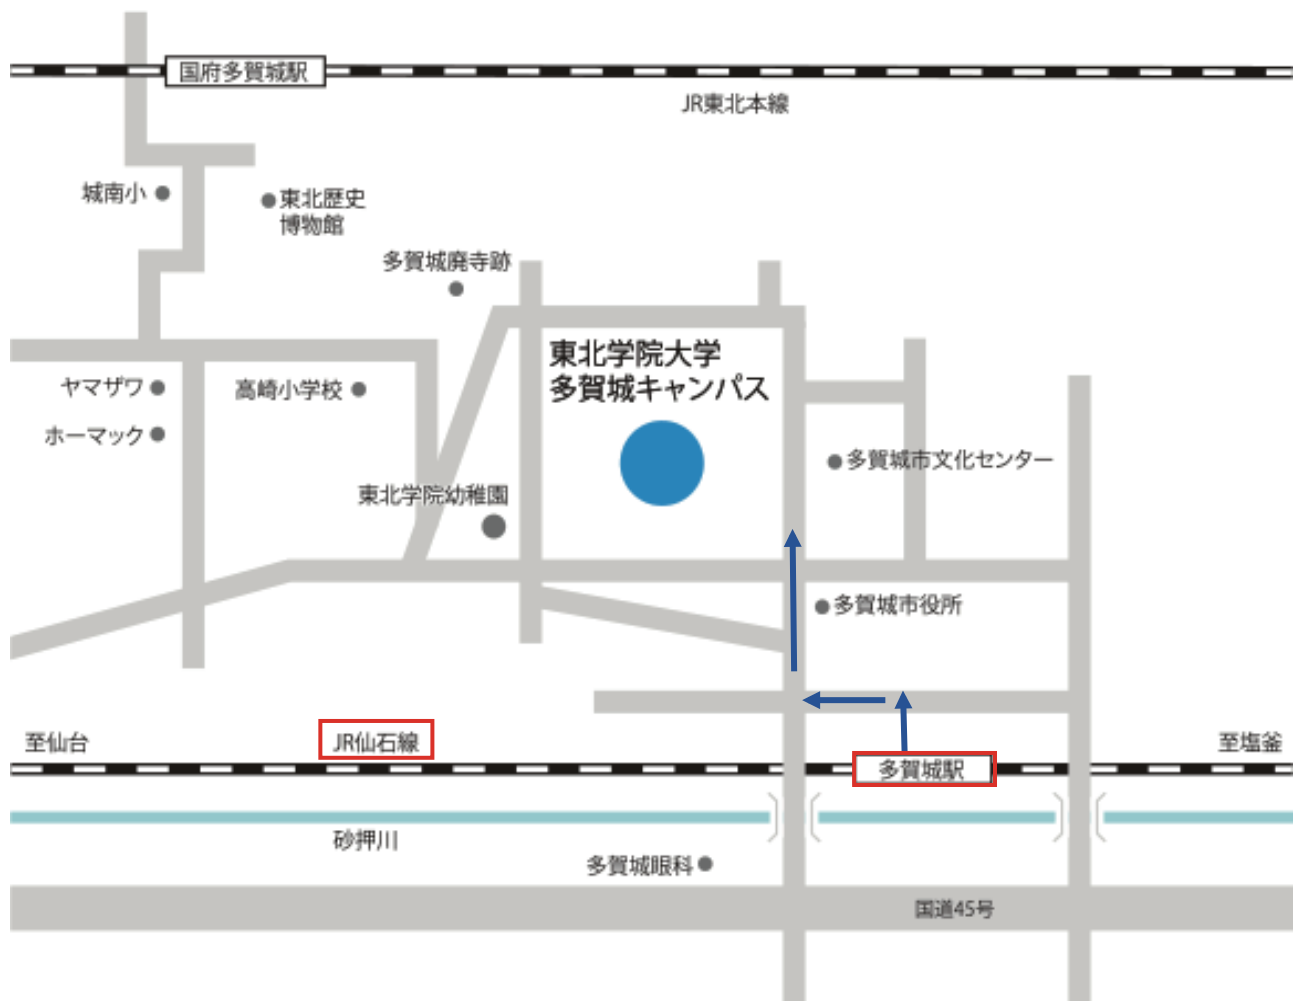 国府多賀城駅
JR東北本線
城南小
東北歴史
博物館
多賀城廃寺跡
東北学院大学
多賀城キャンパス
ヤマザワ
高崎小学校
ホーマック
多賀城市文化センター
東北学院幼稚園
多賀城市役所
至仙台
JR仙石線
至塩釜
多賀城駅
砂押川
多賀城眼科
国道45号